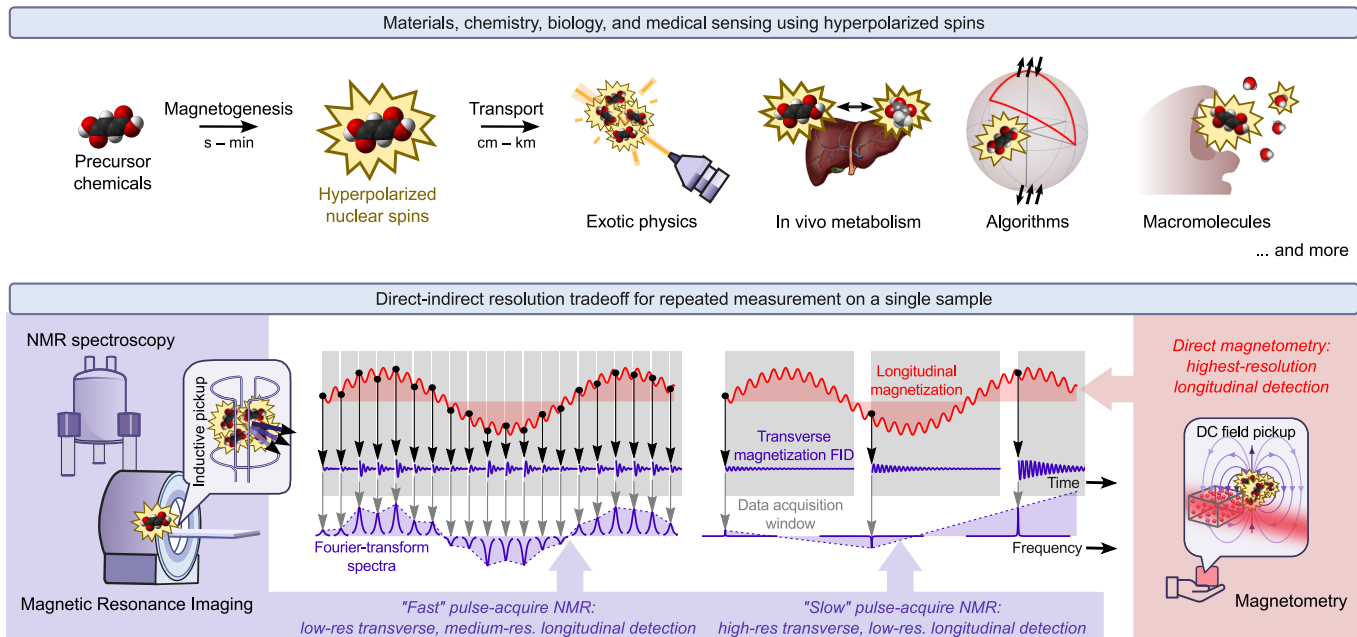 Materials, chemistry, biology, and medical sensing using hyperpolarized spins
Magnetogenesis
s – min
Transport
cm – km
Precursor
chemicals
Hyperpolarized
nuclear spins
Exotic physics
In vivo metabolism
Algorithms
Macromolecules
... and more
Direct-indirect resolution tradeoff for repeated measurement on a single sample
NMR spectroscopy
Inductive pickup
Magnetic Resonance Imaging
Longitudinal
magnetization
Transverse
magnetization FID
Time
Data acquisition
window
Fourier-transform
spectra
Frequency
"Fast" pulse-acquire NMR:
low-res transverse, medium-res. longitudinal detection
"Slow" pulse-acquire NMR:
high-res transverse, low-res. longitudinal detection
Direct magnetometry:
highest-resolution
longitudinal detection
DC field pickup
Magnetometry